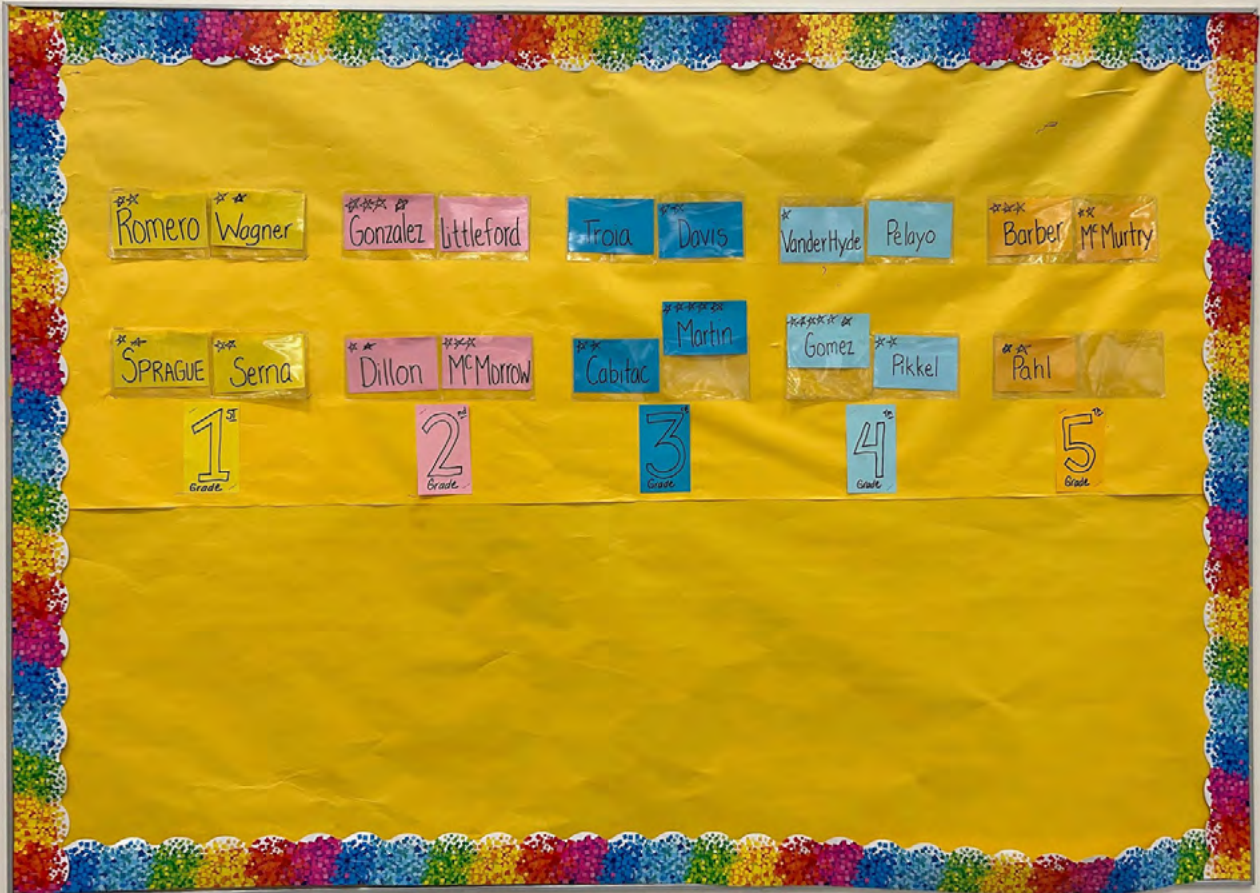 Romero Wagner Gonzalez Littleford Troia Davis VanderHyde Pelayo Barber McMurtry
Martin
Gomez
SPRAGUE Serna Dillon McMorrow Cabitac Pikkel Pahl
1ST 2nd 3rd 4th 5th
Grade Grade Grade Grade Grade